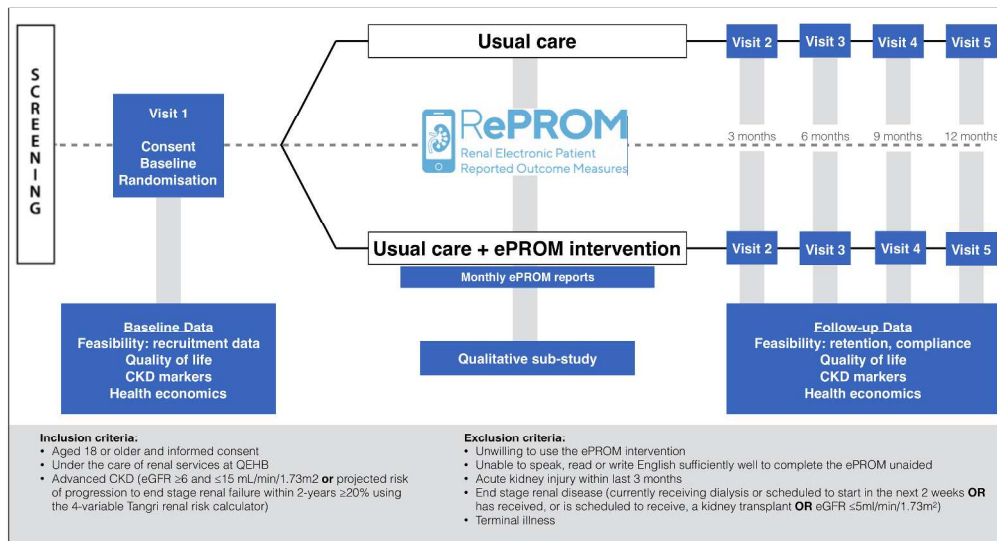 SCREENING
Visit 1
Consent
Baseline
Randomisation
Usual care
Visit 2
Visit 3
Visit 4
Visit 5
RePROM
Renal Electronic Patient
Reported Outcome Measures
3 months
6 months
9 months
12 months
Usual care + ePROM intervention
Monthly ePROM reports
Visit 2
Visit 3
Visit 4
Visit 5
Baseline Data
Feasibility: recruitment data
Quality of life
CKD markers
Health economics
Qualitative sub-study
Follow-up Data
Feasibility: retention, compliance
Quality of life
CKD markers
Health economics
Inclusion criteria:
• Aged 18 or older and informed consent
• Under the care of renal services at QEHB
• Advanced CKD (eGFR ≥6 and ≤15 mL/min/1.73m2 or projected risk
of progression to end stage renal failure within 2-years ≥20% using
the 4-variable Tangri renal risk calculator)
Exclusion criteria:
• Unwilling to use the ePROM intervention
• Unable to speak, read or write English sufficiently well to complete the ePROM unaided
• Acute kidney injury within last 3 months
• End stage renal disease (currently receiving dialysis or scheduled to start in the next 2 weeks OR
has received, or is scheduled to receive, a kidney transplant OR eGFR ≤5ml/min/1.73m²)
• Terminal illness